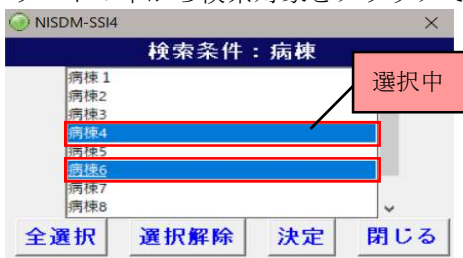 NISDM-SSI4
検索条件：病棟
選択中
病棟1
病棟2
病棟3
病棟4
病棟5
病棟6
病棟7
病棟8
全選択 選択解除 決定 閉じる